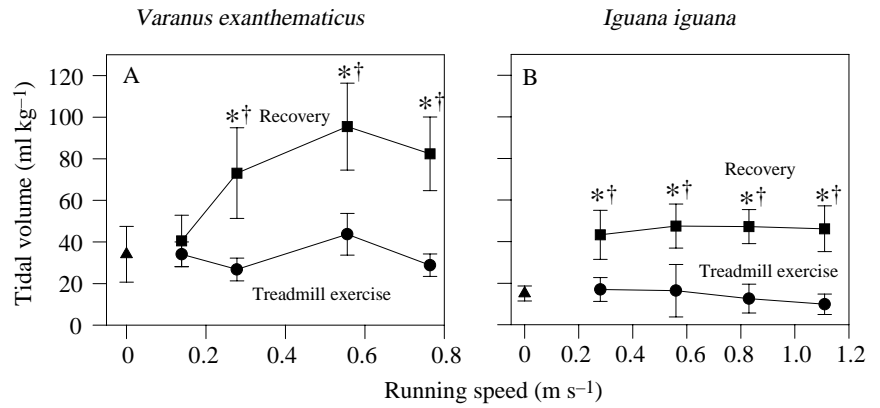 Varanus exanthematicus
Iguana iguana
Tidal volume (ml kg–1)
120
100
80
60
40
20
0
A
*†
*†
*†
Recovery
Treadmill exercise
0
0.2
0.4
0.6
0.8
B
*†
*†
*†
*†
Recovery
Treadmill exercise
0
0.2
0.4
0.6
0.8
1.0
1.2
Running speed (m s–1)